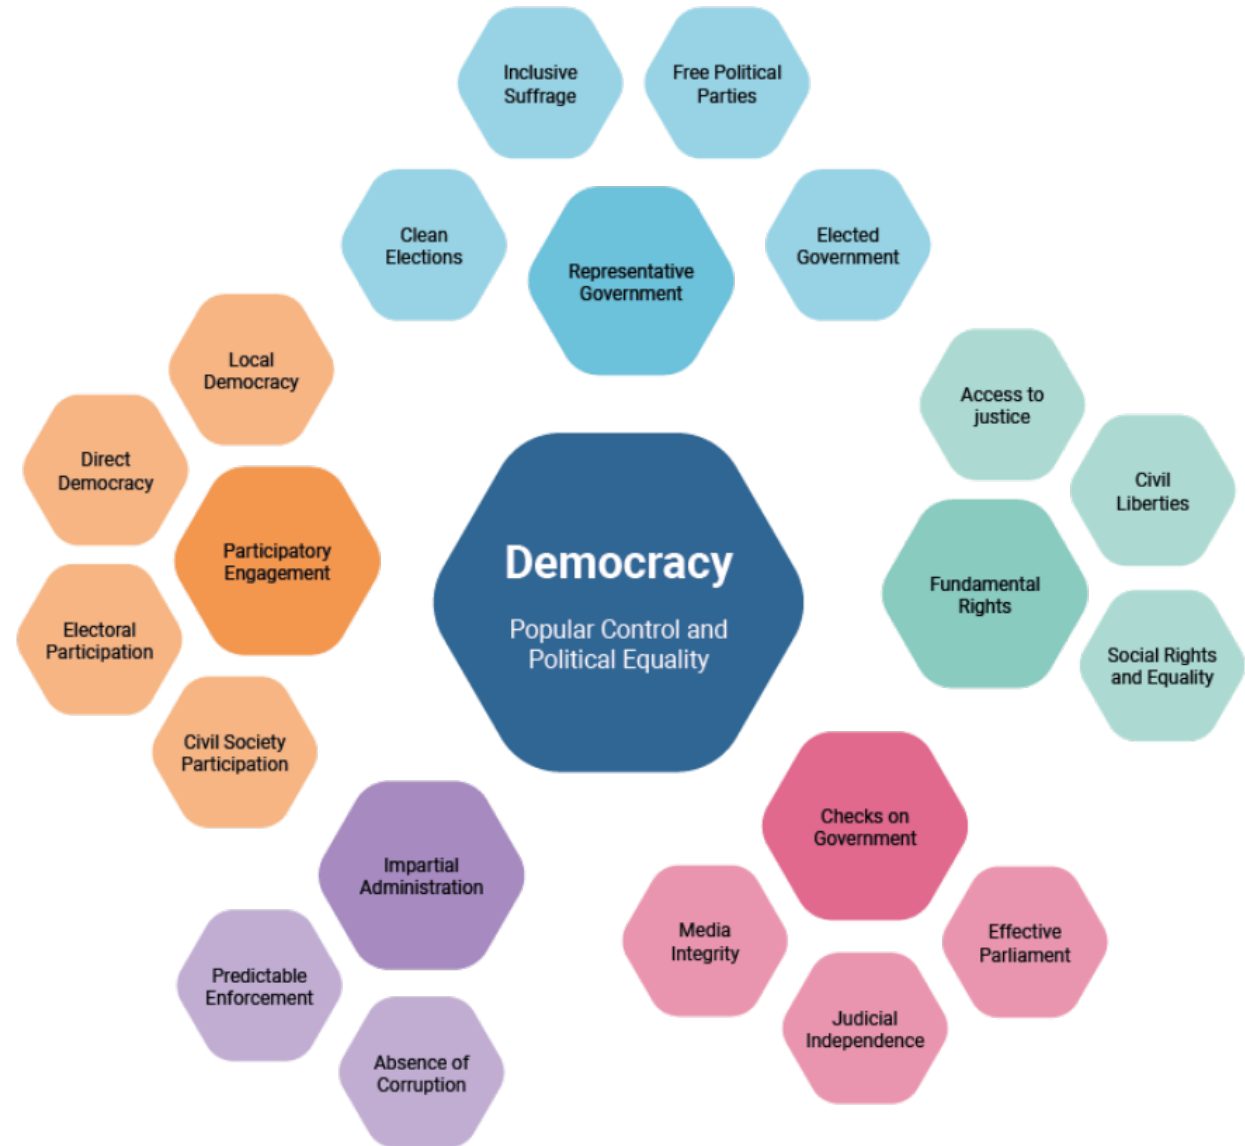 Inclusive
Suffrage
Free Political
Parties
Clean
Elections
Representative
Government
Elected
Government
Local
Democracy
Direct
Democracy
Participatory
Engagement
Electoral
Participation
Civil Society
Participation
Democracy
Popular Control and
Political Equality
Access to
justice
Civil
Liberties
Fundamental
Rights
Social Rights
and Equality
Impartial
Administration
Predictable
Enforcement
Absence of
Corruption
Checks on
Government
Media
Integrity
Effective
Parliament
Judicial
Independence